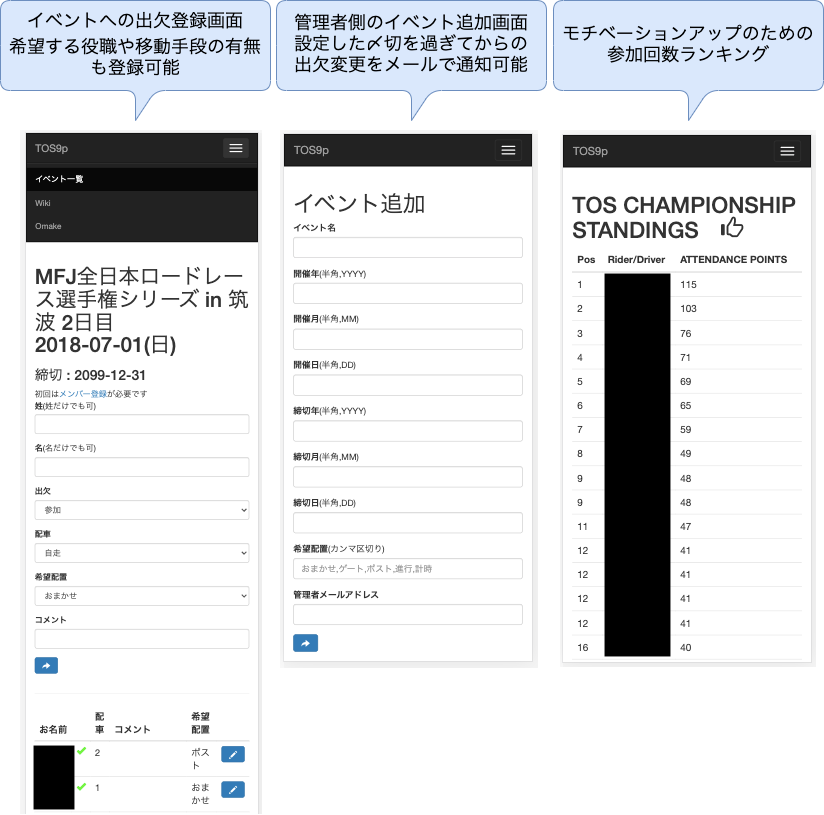 イベントへの出欠登録画面
希望する役職や移動手段の有無
も登録可能
管理者側のイベント追加画面
設定した〆切を過ぎてからの
出欠変更をメールで通知可能
モチベーションアップのための
参加回数ランキング
TOS9p
イベント一覧
Wiki
Omake
MFJ全日本ロードレー
ス選手権シリーズ in 筑
波 2日目
2018-07-01(日)
締切 : 2099-12-31
初回はメンバー登録が必要です
姓(姓だけでも可)
名(名だけでも可)
出欠
参加
配車
自走
希望配置
おまかせ
コメント
お名前 配車 コメント 希望配置
2 ポスト
1 おまかせ
TOS9p
イベント追加
イベント名
開催年(半角,YYYY)
開催月(半角,MM)
開催日(半角,DD)
締切年(半角,YYYY)
締切月(半角,MM)
締切日(半角,DD)
希望配置(カンマ区切り)
おまかせ,ゲート,ポスト,進行,計時
管理者メールアドレス
TOS9p
TOS CHAMPIONSHIP
STANDINGS
Pos Rider/Driver ATTENDANCE POINTS
1 115
2 103
3 76
4 71
5 69
6 65
7 59
8 49
9 48
9 48
11 47
12 41
12 41
12 41
12 41
16 40